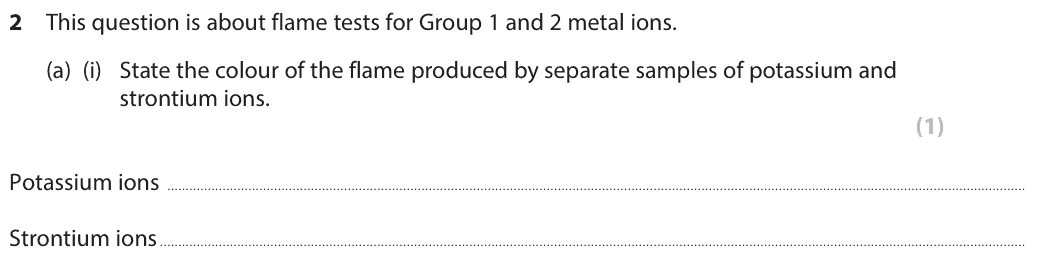 2 This question is about flame tests for Group 1 and 2 metal ions.
(a) (i) State the colour of the flame produced by separate samples of potassium and
strontium ions.
(1)
Potassium ions
Strontium ions